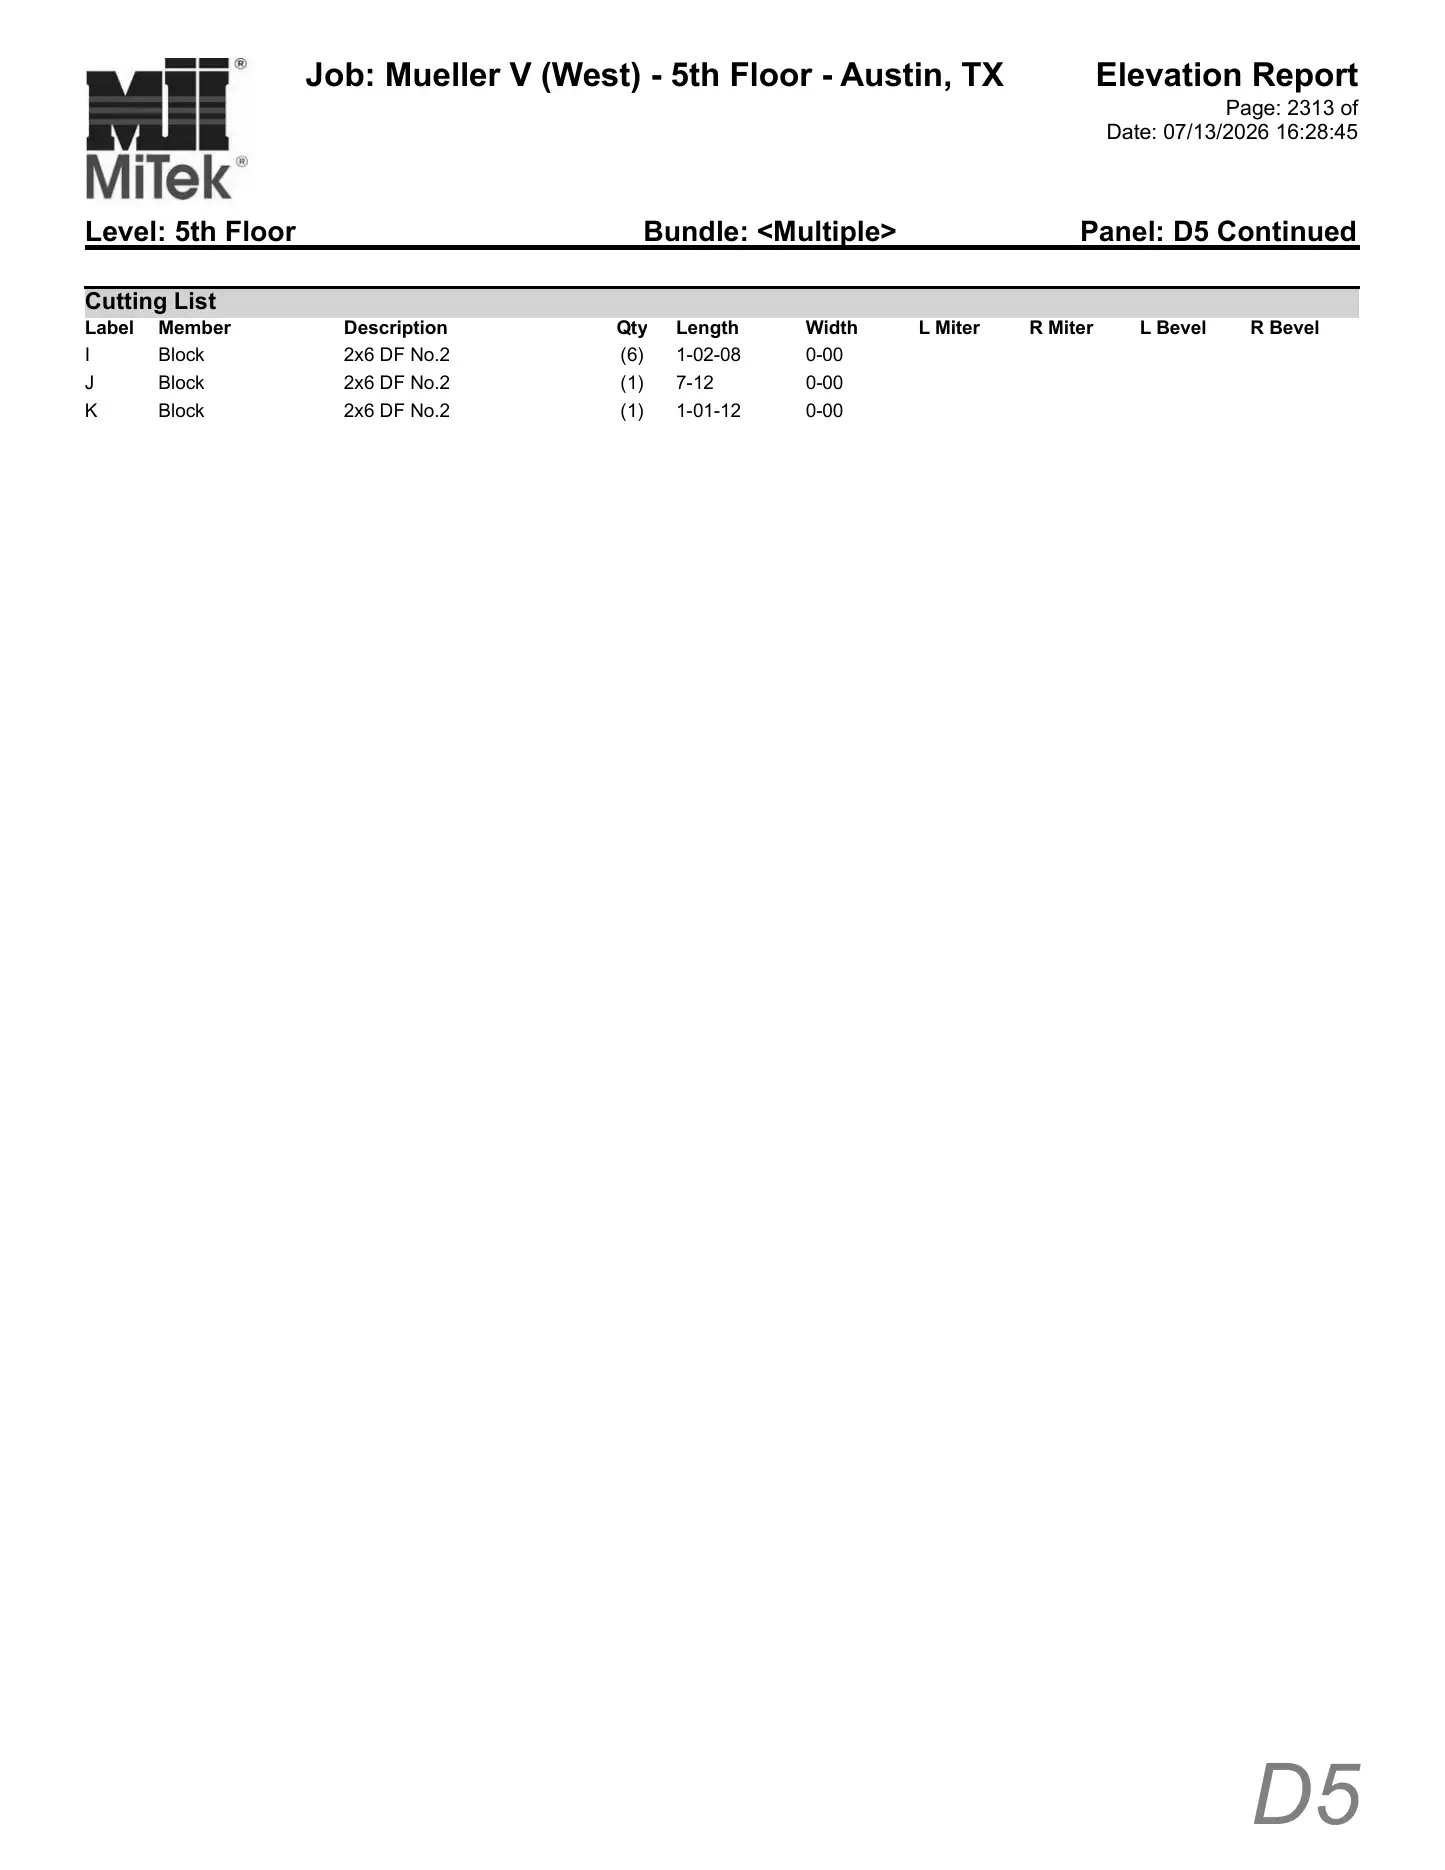 MiTek®
Job: Mueller V (West) - 5th Floor - Austin, TX
Elevation Report
Page: 2313 of
Date: 07/13/2026 16:28:45
Level: 5th Floor Bundle: <Multiple> Panel: D5 Continued
Cutting List
Label Member Description Qty Length Width L Miter R Miter L Bevel R Bevel
I Block 2x6 DF No.2 (6) 1-02-08 0-00
J Block 2x6 DF No.2 (1) 7-12 0-00
K Block 2x6 DF No.2 (1) 1-01-12 0-00
D5